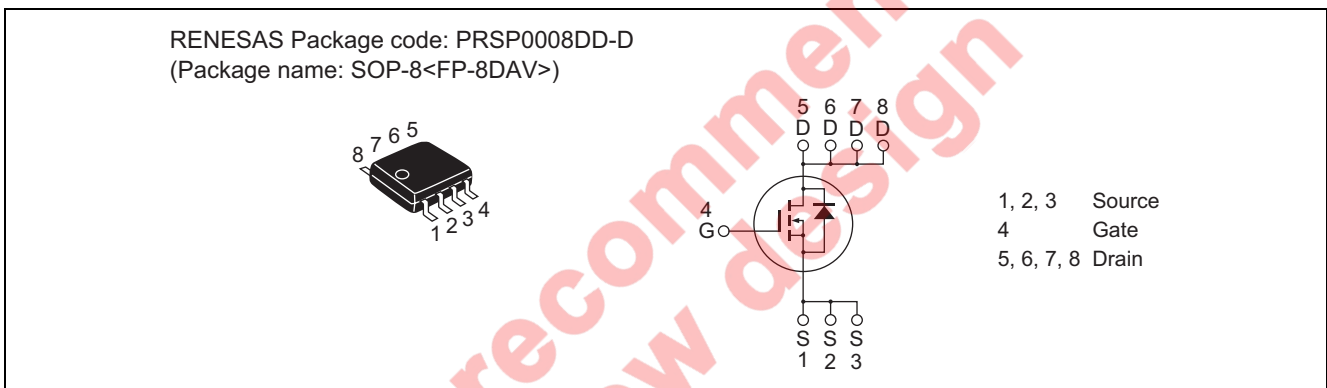 RENESAS Package code: PRSP0008DD-D
(Package name: SOP-8<FP-8DAV>)
8 7 6 5
1 2 3 4
5 6 7 8
D D D D
4
G
S S S
1 2 3
1, 2, 3 Source
4 Gate
5, 6, 7, 8 Drain
design